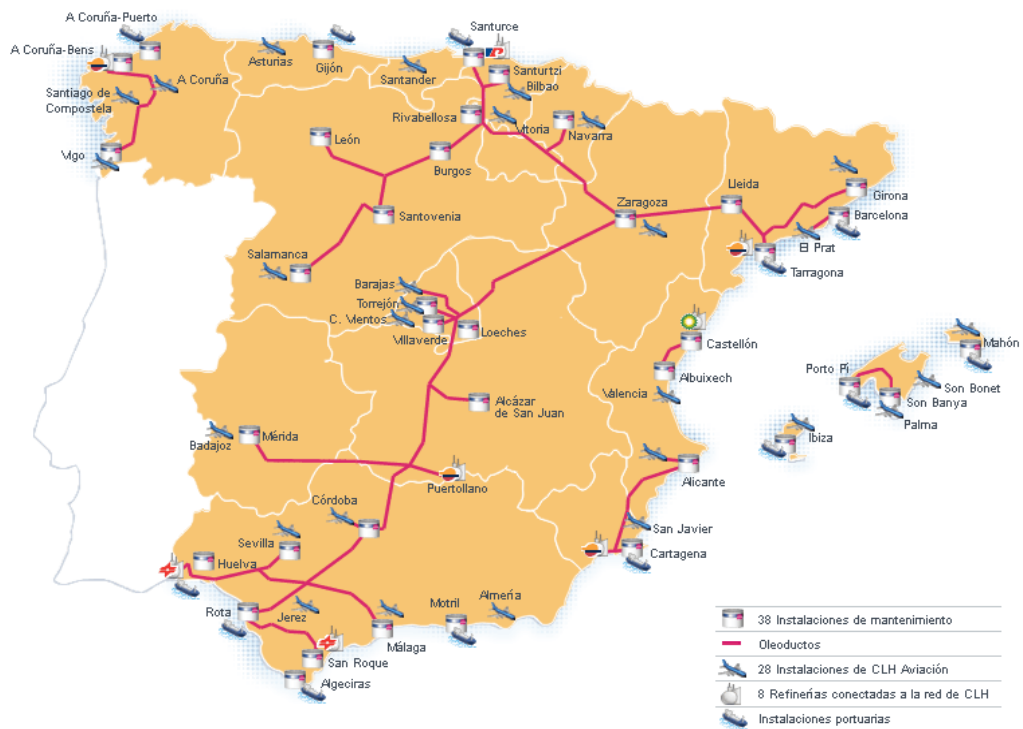 A Coruña-Puerto
A Coruña-Bens
A Coruña
Santiago de
Compostela
Vigo
Asturias
Gijón
Santander
Santurce
Santurtzi
Bilbao
Rivabellosa
Vitoria
Navarra
León
Burgos
Santovenia
Salamanca
Zaragoza
Lleida
Girona
Barcelona
El Prat
Tarragona
Barajas
Torrejón
C. Vientos
Villaverde
Loeches
Castellón
Albuixech
Valencia
Alcázar
de San Juan
Porto Pi
Mahón
Son Bonet
Son Banya
Palma
Ibiza
Badajoz
Mérida
Puertollano
Alicante
San Javier
Cartagena
Córdoba
Sevilla
Huelva
Rota
Jerez
Motril
Almería
Málaga
San Roque
Algeciras
38 Instalaciones de mantenimiento
Oleoductos
28 Instalaciones de CLH Aviación
8 Refinerías conectadas a la red de CLH
Instalaciones portuarias